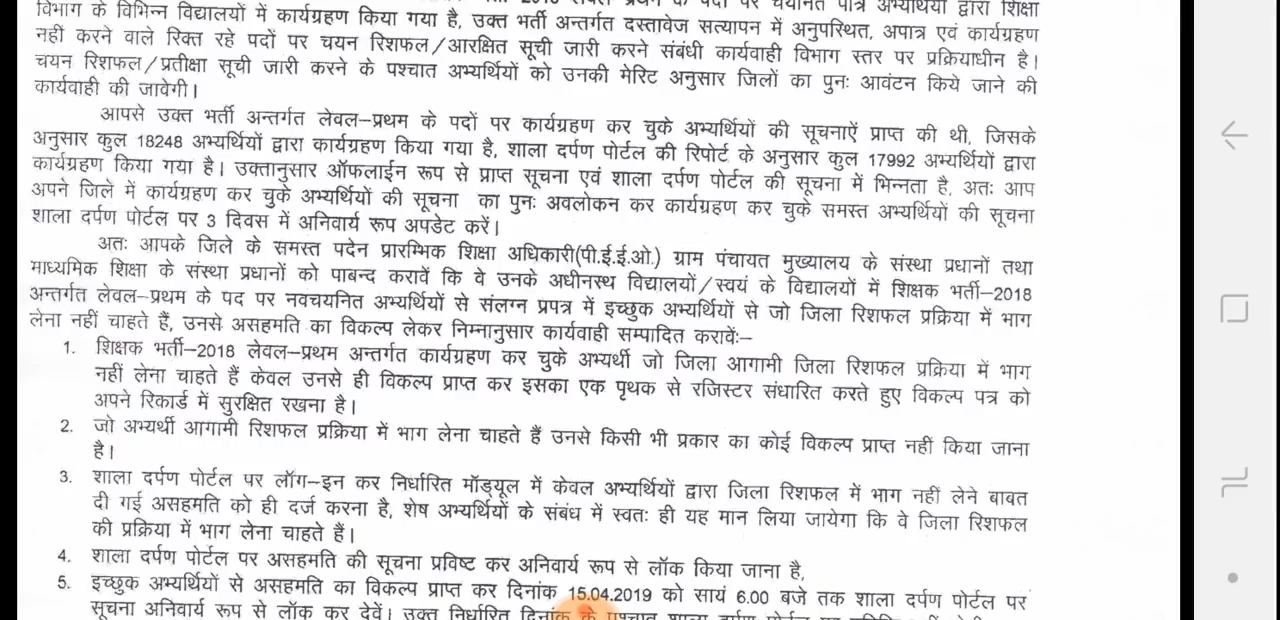 के पदों पर चयनित पात्र अभ्यर्थियों द्वारा शिक्षा
विभाग के विभिन्न विद्यालयों में कार्यग्रहण किया गया है, उक्त भर्ती अन्तर्गत दस्तावेज सत्यापन में अनुपस्थित, अपात्र एवं कार्यग्रहण
नहीं करने वाले रिक्त रहे पदों पर चयन रिशफल/आरक्षित सूची जारी करने संबंधी कार्यवाही विभाग स्तर पर प्रक्रियाधीन है।
चयन रिशफल/प्रतीक्षा सूची जारी करने के पश्चात अभ्यर्थियों को उनकी मेरिट अनुसार जिलों का पुनः आवंटन किये जाने की
कार्यवाही की जावेगी।
आपसे उक्त भर्ती अन्तर्गत लेवल–प्रथम के पदों पर कार्यग्रहण कर चुके अभ्यर्थियों की सूचनाऐं प्राप्त की थी, जिसके
अनुसार कुल 18248 अभ्यर्थियों द्वारा कार्यग्रहण किया गया है, शाला दर्पण पोर्टल की रिपोर्ट के अनुसार कुल 17992 अभ्यर्थियों द्वारा
कार्यग्रहण किया गया है। उक्तानुसार ऑफलाईन रूप से प्राप्त सूचना एवं शाला दर्पण पोर्टल की सूचना में भिन्नता है, अतः आप
अपने जिले में कार्यग्रहण कर चुके अभ्यर्थियों की सूचना का पुनः अवलोकन कर कार्यग्रहण कर चुके समस्त अभ्यर्थियों की सूचना
शाला दर्पण पोर्टल पर 3 दिवस में अनिवार्य रूप अपडेट करें।
अतः आपके जिले के समस्त पदेन प्रारम्भिक शिक्षा अधिकारी(पी.ई.ई.ओ.) ग्राम पंचायत मुख्यालय के संस्था प्रधानों तथा
माध्यमिक शिक्षा के संस्था प्रधानों को पाबन्द करावें कि वे उनके अधीनस्थ विद्यालयों/स्वयं के विद्यालयों में शिक्षक भर्ती–2018
अन्तर्गत लेवल–प्रथम के पद पर नवचयनित अभ्यर्थियों से संलग्न प्रपत्र में इच्छुक अभ्यर्थियों से जो जिला रिशफल प्रक्रिया में भाग
लेना नहीं चाहते हैं, उनसे असहमति का विकल्प लेकर निम्नानुसार कार्यवाही सम्पादित करावेंः–
1. शिक्षक भर्ती–2018 लेवल–प्रथम अन्तर्गत कार्यग्रहण कर चुके अभ्यर्थी जो जिला आगामी जिला रिशफल प्रक्रिया में भाग
नहीं लेना चाहते हैं केवल उनसे ही विकल्प प्राप्त कर इसका एक पृथक से रजिस्टर संधारित करते हुए विकल्प पत्र को
अपने रिकार्ड में सुरक्षित रखना है।
2. जो अभ्यर्थी आगामी रिशफल प्रक्रिया में भाग लेना चाहते हैं उनसे किसी भी प्रकार का कोई विकल्प प्राप्त नहीं किया जाना
है।
3. शाला दर्पण पोर्टल पर लॉग–इन कर निर्धारित मॉड्यूल में केवल अभ्यर्थियों द्वारा जिला रिशफल में भाग नहीं लेने बाबत
दी गई असहमति को ही दर्ज करना है, शेष अभ्यर्थियों के संबंध में स्वतः ही यह मान लिया जायेगा कि वे जिला रिशफल
की प्रक्रिया में भाग लेना चाहते हैं।
4. शाला दर्पण पोर्टल पर असहमति की सूचना प्रविष्ट कर अनिवार्य रूप से लॉक किया जाना है,
5. इच्छुक अभ्यर्थियों से असहमति का विकल्प प्राप्त कर दिनांक 15.04.2019 को सायं 6.00 बजे तक शाला दर्पण पोर्टल पर
सूचना अनिवार्य रूप से लॉक कर देवें। उक्त निर्धारित दिनांक के पश्चात शाला दर्पण